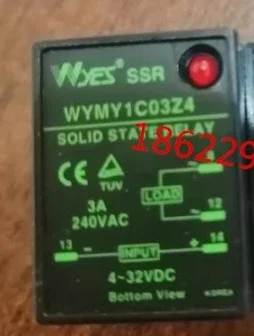 WYES® SSR
WYMY1C03Z4
SOLID STATE RELAY
186229
CE TUV
3A
240VAC
LOAD
~
~ 12
13 - INPUT + 14
4~32VDC
Bottom View KOREA